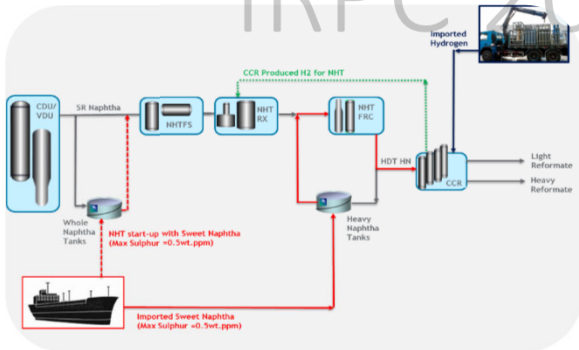 IRPC 20
Imported
Hydrogen
CCR Produced H2 for NHT
CDU/
VDU
SR Naphtha
NHTFS
NHT
RX
NHT
FRC
HDT HN
CCR
Light
Reformate
Heavy
Reformate
Whole
Naphtha
Tanks
NHT start-up with Sweet Naphtha
(Max Sulphur =0.5wt.ppm)
Heavy
Naphtha
Tanks
Imported Sweet Naphtha
(Max Sulphur =0.5wt.ppm)